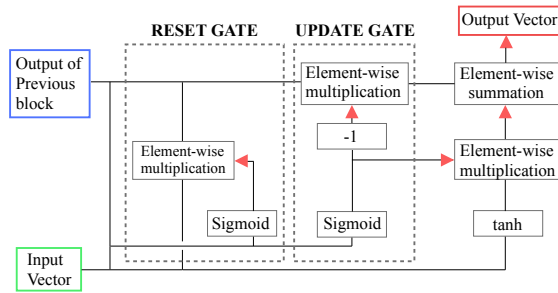 Output Vector
RESET GATE
UPDATE GATE
Output of
Previous
block
Element-wise
multiplication
Element-wise
summation
-1
Element-wise
multiplication
Element-wise
multiplication
Sigmoid
Sigmoid
tanh
Input
Vector